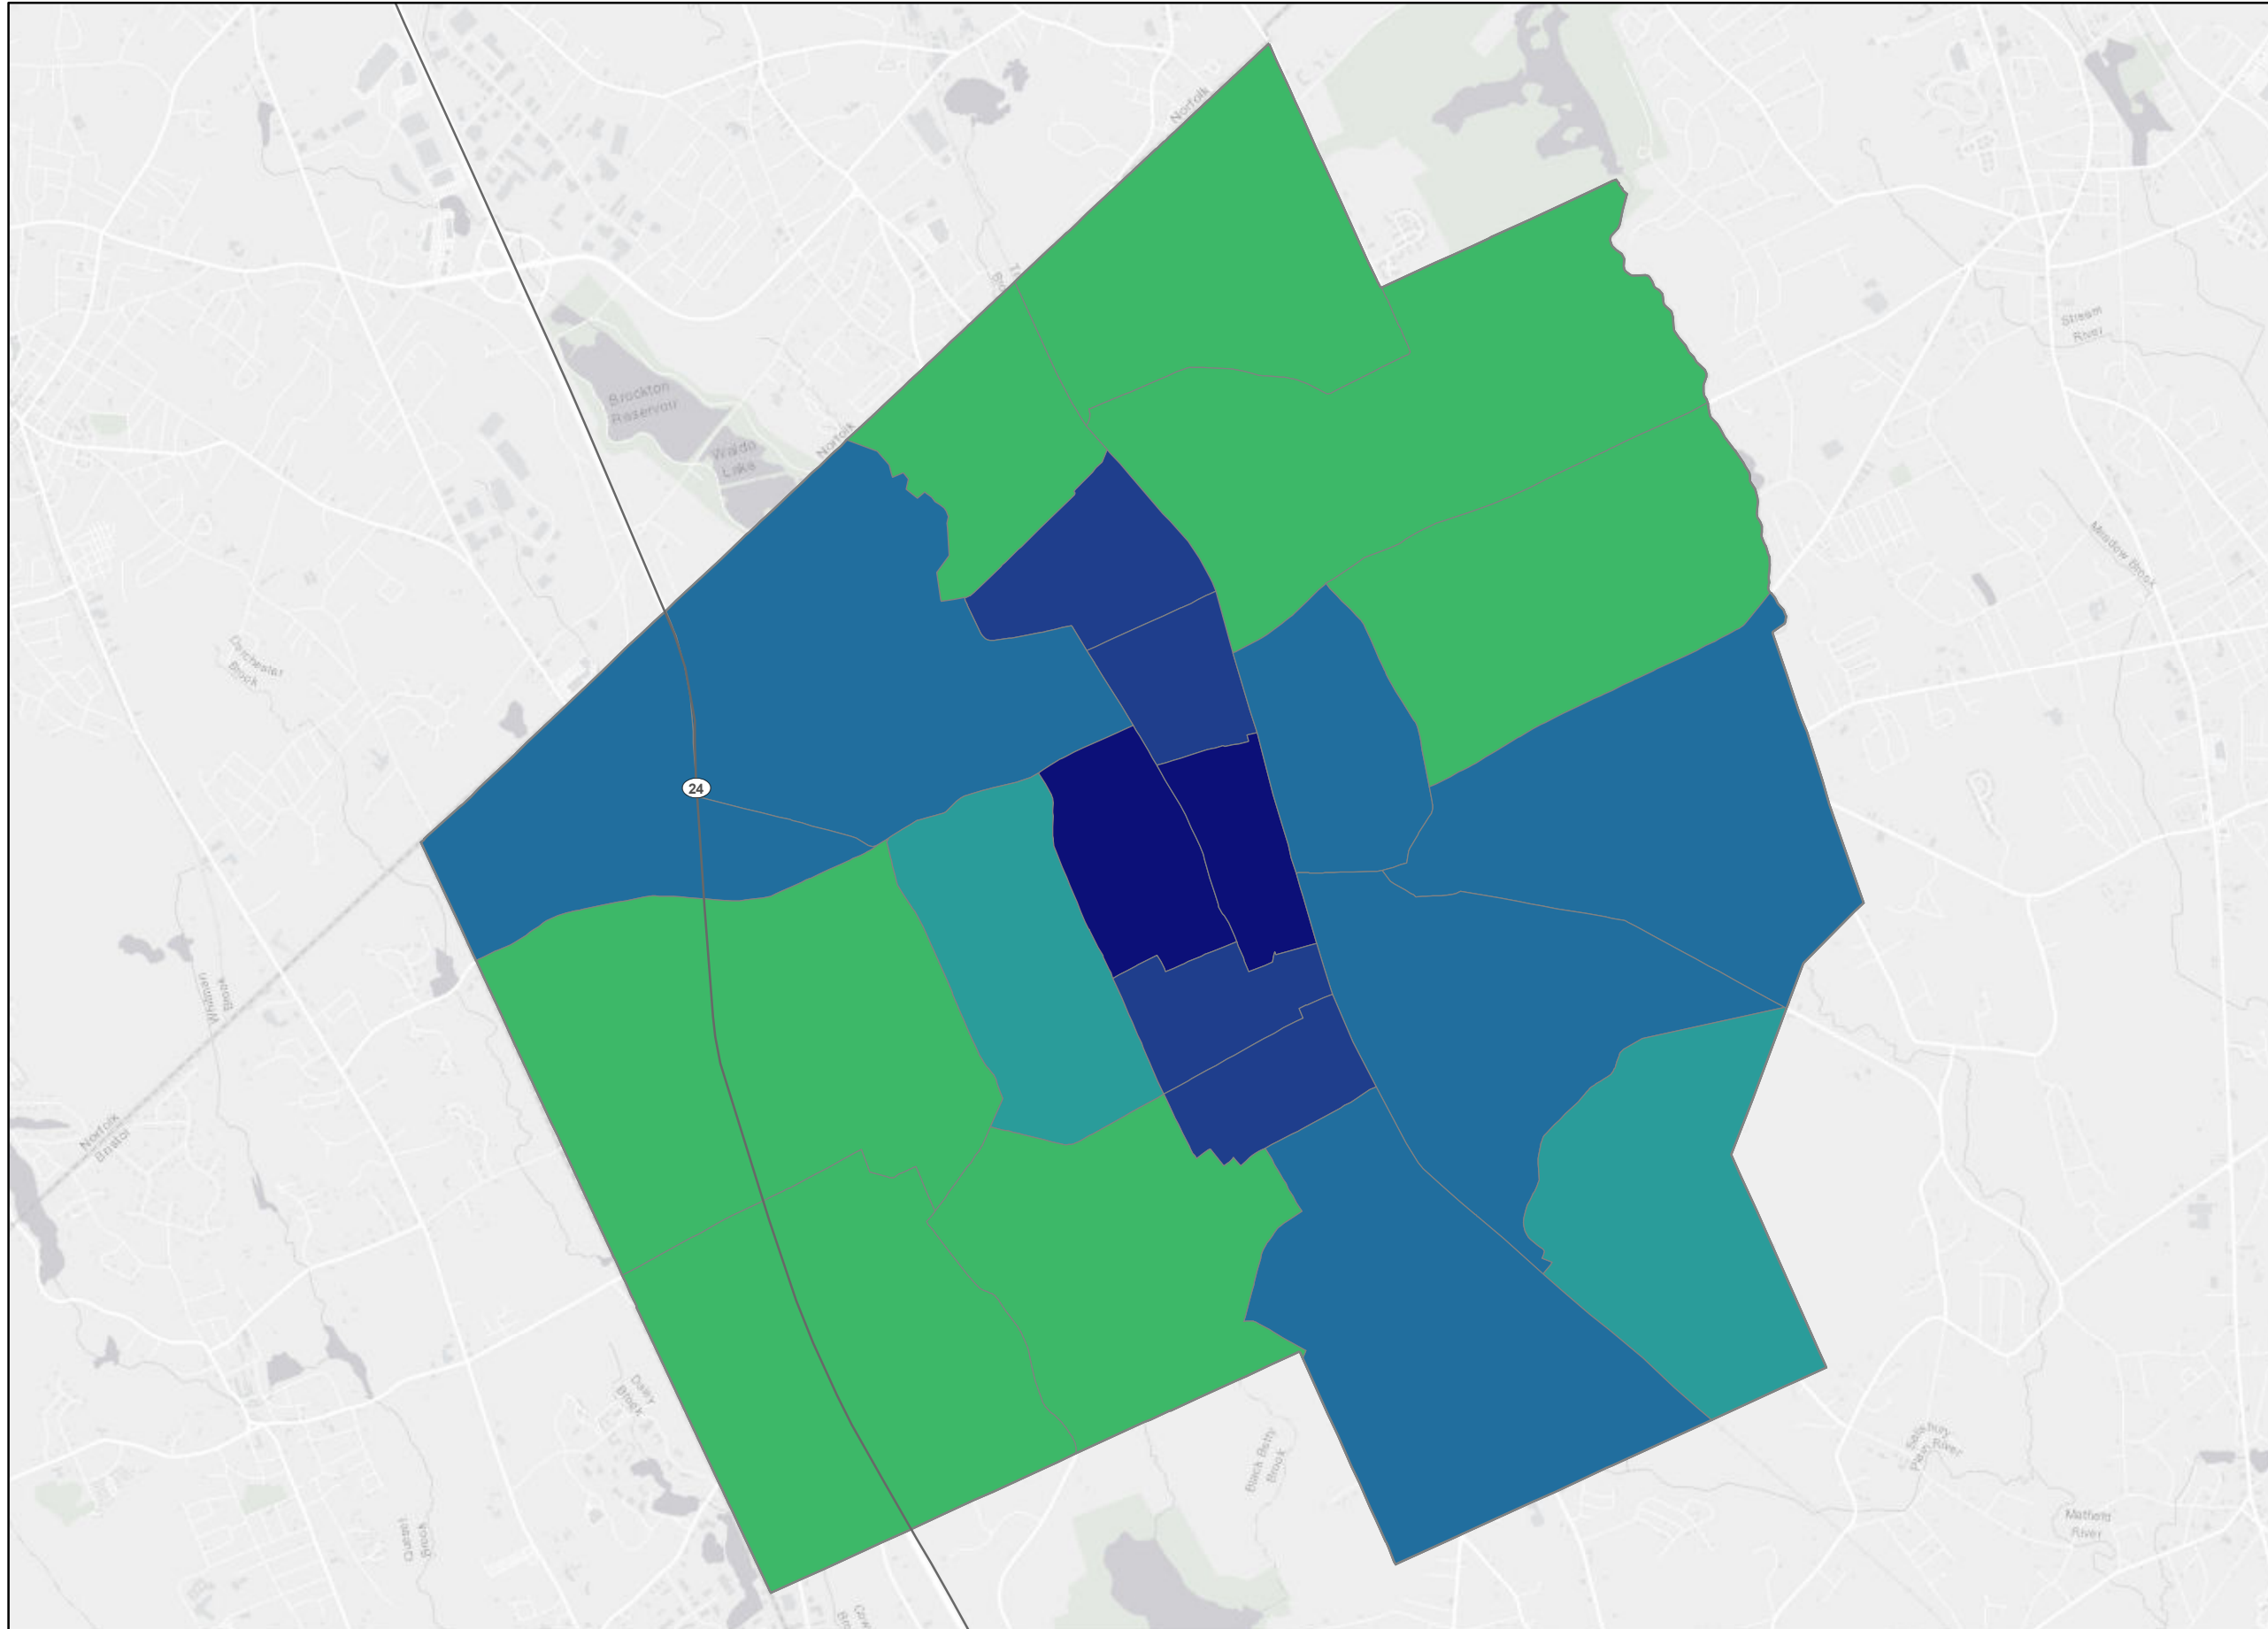 Norfolk
Brockton
Reservoir
Norfolk
Waldo
Lake
Stream
River
Meadow Brook
Dorchester
Brook
24
Whitman
Brook
Norfolk
Bristol
Daley
Brook
Black Betty
Brook
Salisbury
Plain River
Matfield
River
Queset
Brook